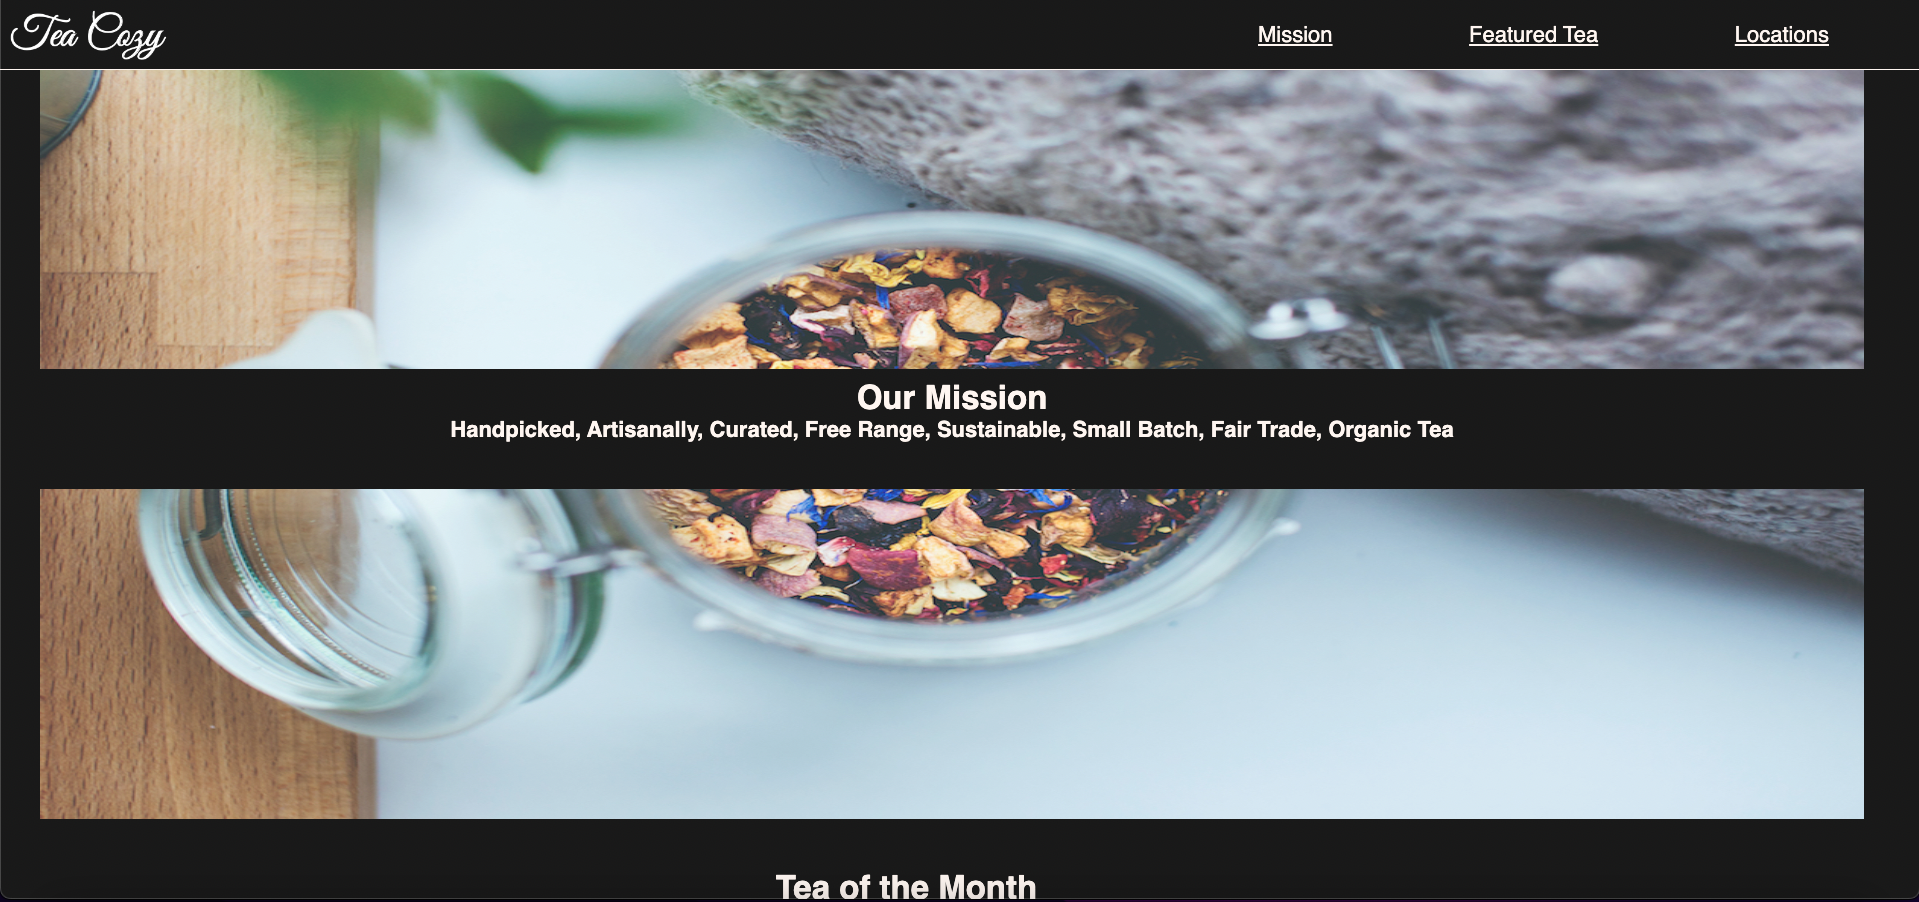 Tea Cozy
Mission
Featured Tea
Locations
Our Mission
Handpicked, Artisanally, Curated, Free Range, Sustainable, Small Batch, Fair Trade, Organic Tea
Tea of the Month